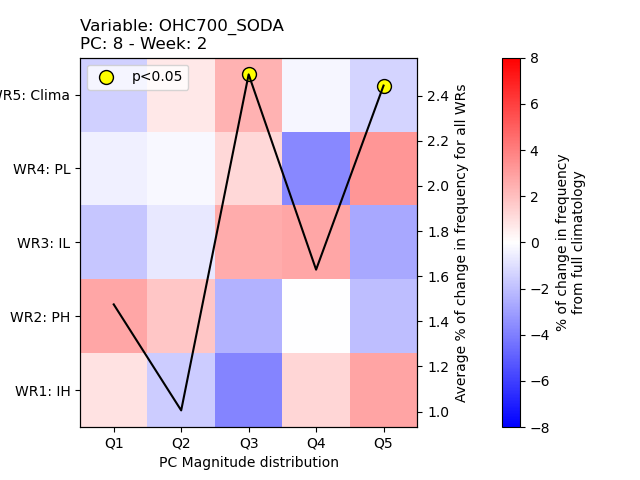 Variable: OHC700_SODA
PC: 8 - Week: 2
p<0.05
R5: Clima
WR4: PL
WR3: IL
WR2: PH
WR1: IH
Q1 Q2 Q3 Q4 Q5
PC Magnitude distribution
2.4
2.2
2.0
1.8
1.6
1.4
1.2
1.0
Average % of change in frequency for all WRs
8
6
4
2
0
−2
−4
−6
−8
% of change in frequency
from full climatology